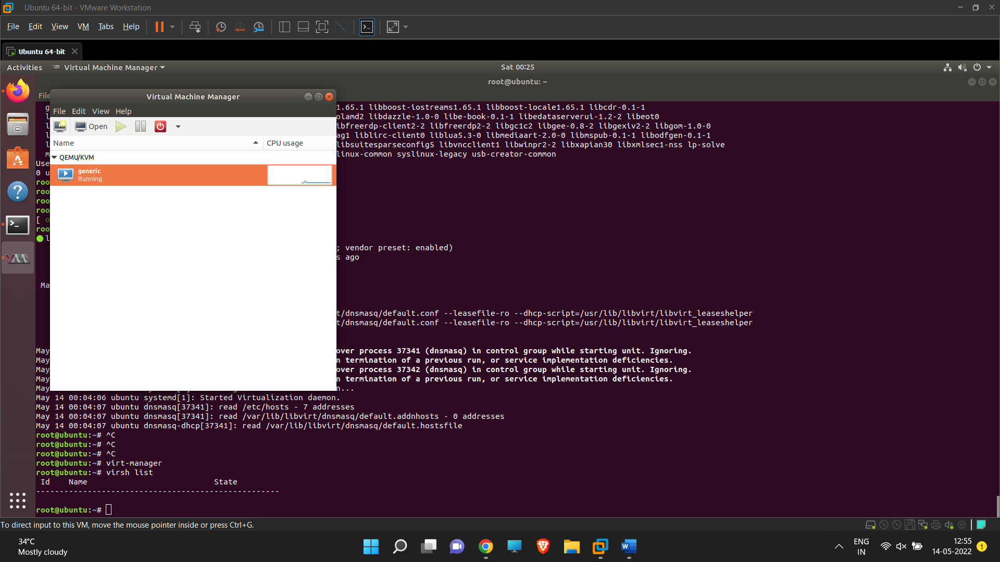 Ubuntu 64-bit - VMware Workstation
File Edit View VM Tabs Help
Ubuntu 64-bit
Activities Virtual Machine Manager Sat 00:25
root@ubuntu: ~
File
Virtual Machine Manager
File Edit View Help
Open
Name CPU usage
QEMU/KVM
generic
Running
g 1.65.1 libboost-iostreams1.65.1 libboost-locale1.65.1 libcdr-0.1-1
l olamd2 libdazzle-1.0-0 libe-book-0.1-1 libedataserverui-1.2-2 libeot0
l ibfreerdp-client2-2 libfreerdp2-2 libgc1c2 libgee-0.8-2 libgexiv2-2 libgom-1.0-0
l ag1 liblirc-client0 liblua5.3-0 libmediaart-2.0-0 libmspub-0.1-1 libodfgen-0.1-1
l libsuitesparseconfig5 libvncclient1 libwinpr2-2 libxapian30 libxmlsec1-nss lp-solve
m linux-common syslinux-legacy usb-creator-common
Use
0 u
roo
roo
roo
roo
[ o
roo
l
; vendor preset: enabled)
s ago
Ma
t/dnsmasq/default.conf --leasefile-ro --dhcp-script=/usr/lib/libvirt/libvirt_leaseshelper
t/dnsmasq/default.conf --leasefile-ro --dhcp-script=/usr/lib/libvirt/libvirt_leaseshelper
May over process 37341 (dnsmasq) in control group while starting unit. Ignoring.
May n termination of a previous run, or service implementation deficiencies.
May over process 37342 (dnsmasq) in control group while starting unit. Ignoring.
May n termination of a previous run, or service implementation deficiencies.
May n...
May 14 00:04:06 ubuntu systemd[1]: Started Virtualization daemon.
May 14 00:04:07 ubuntu dnsmasq[37341]: read /etc/hosts - 7 addresses
May 14 00:04:07 ubuntu dnsmasq[37341]: read /var/lib/libvirt/dnsmasq/default.addnhosts - 0 addresses
May 14 00:04:07 ubuntu dnsmasq-dhcp[37341]: read /var/lib/libvirt/dnsmasq/default.hostsfile
root@ubuntu:~# ^C
root@ubuntu:~# ^C
root@ubuntu:~# ^C
root@ubuntu:~# virt-manager
root@ubuntu:~# virsh list
Id Name State
----------------------------------------------------
root@ubuntu:~#
To direct input to this VM, move the mouse pointer inside or press Ctrl+G.
34°C
Mostly cloudy
ENG
IN
12:55
14-05-2022
1